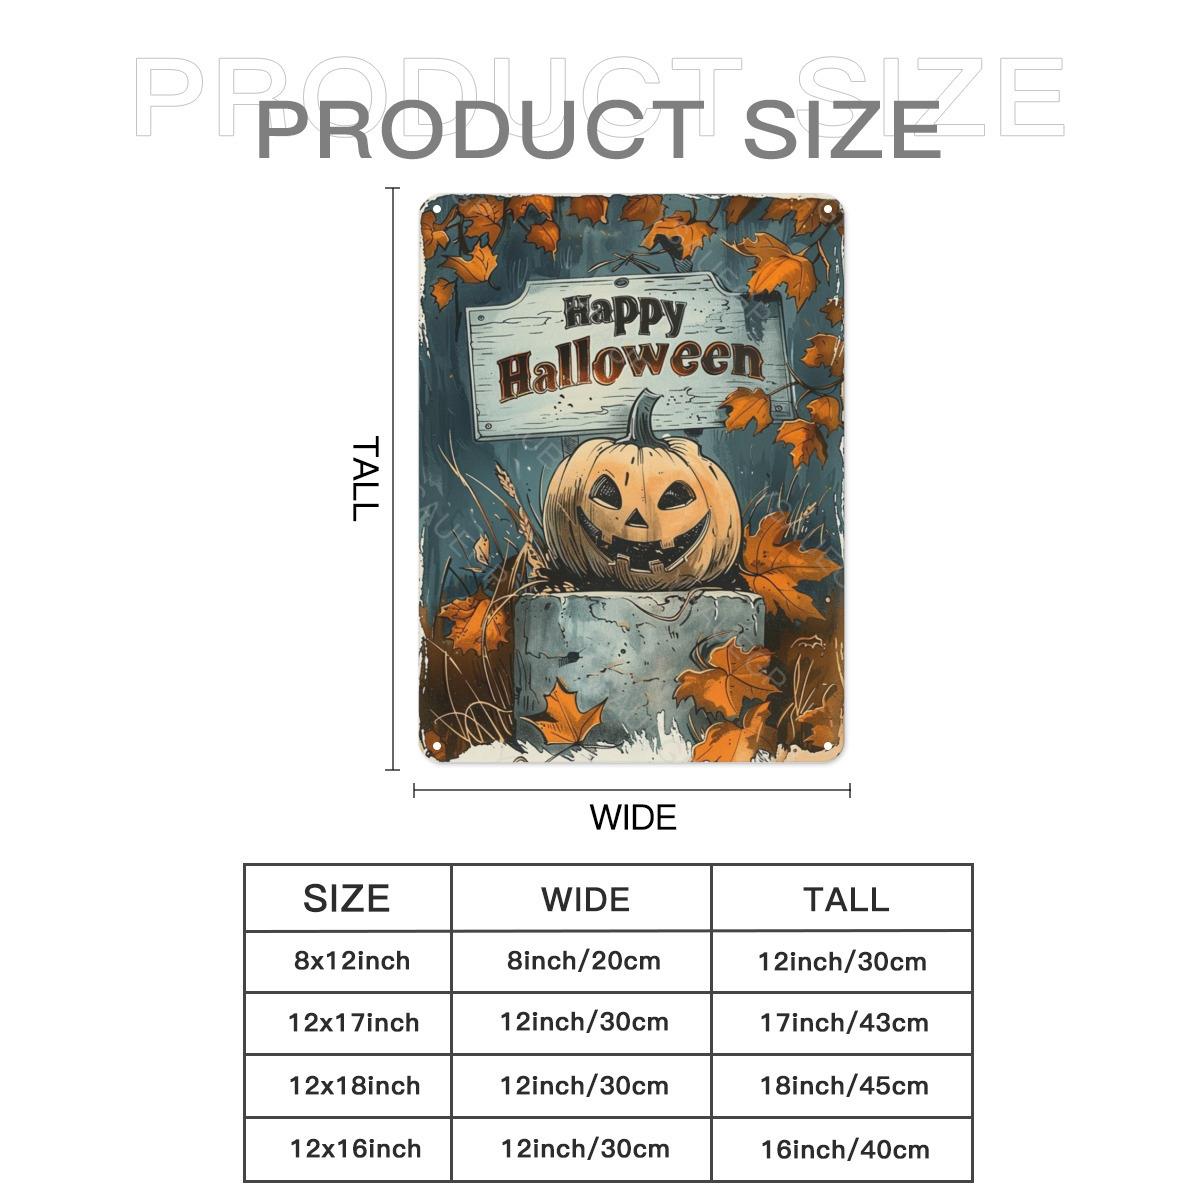 PRODUCT SIZE
PRODUCT SIZE
Happy
Halloween
TALL
WIDE
SIZE WIDE TALL
8x12inch 8inch/20cm 12inch/30cm
12x17inch 12inch/30cm 17inch/43cm
12x18inch 12inch/30cm 18inch/45cm
12x16inch 12inch/30cm 16inch/40cm